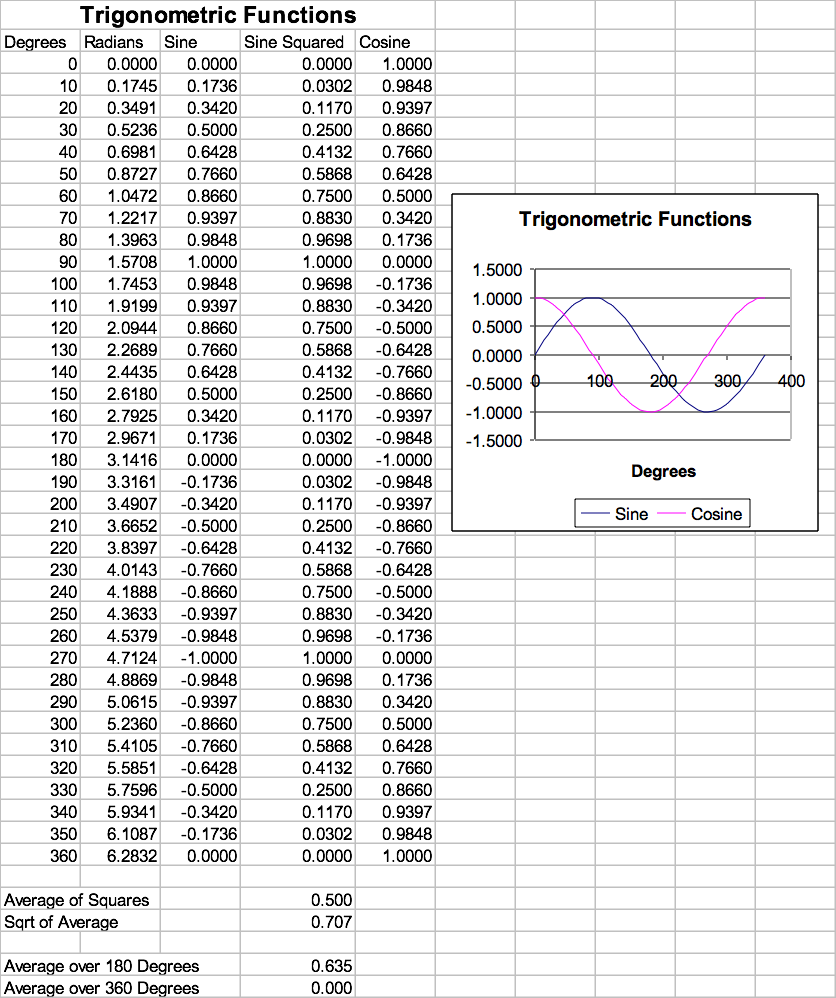 Trigonometric Functions
Degrees Radians Sine Sine Squared Cosine
0 0.0000 0.0000 0.0000 1.0000
10 0.1745 0.1736 0.0302 0.9848
20 0.3491 0.3420 0.1170 0.9397
30 0.5236 0.5000 0.2500 0.8660
40 0.6981 0.6428 0.4132 0.7660
50 0.8727 0.7660 0.5868 0.6428
60 1.0472 0.8660 0.7500 0.5000
70 1.2217 0.9397 0.8830 0.3420
80 1.3963 0.9848 0.9698 0.1736
90 1.5708 1.0000 1.0000 0.0000
100 1.7453 0.9848 0.9698 -0.1736
110 1.9199 0.9397 0.8830 -0.3420
120 2.0944 0.8660 0.7500 -0.5000
130 2.2689 0.7660 0.5868 -0.6428
140 2.4435 0.6428 0.4132 -0.7660
150 2.6180 0.5000 0.2500 -0.8660
160 2.7925 0.3420 0.1170 -0.9397
170 2.9671 0.1736 0.0302 -0.9848
180 3.1416 0.0000 0.0000 -1.0000
190 3.3161 -0.1736 0.0302 -0.9848
200 3.4907 -0.3420 0.1170 -0.9397
210 3.6652 -0.5000 0.2500 -0.8660
220 3.8397 -0.6428 0.4132 -0.7660
230 4.0143 -0.7660 0.5868 -0.6428
240 4.1888 -0.8660 0.7500 -0.5000
250 4.3633 -0.9397 0.8830 -0.3420
260 4.5379 -0.9848 0.9698 -0.1736
270 4.7124 -1.0000 1.0000 0.0000
280 4.8869 -0.9848 0.9698 0.1736
290 5.0615 -0.9397 0.8830 0.3420
300 5.2360 -0.8660 0.7500 0.5000
310 5.4105 -0.7660 0.5868 0.6428
320 5.5851 -0.6428 0.4132 0.7660
330 5.7596 -0.5000 0.2500 0.8660
340 5.9341 -0.3420 0.1170 0.9397
350 6.1087 -0.1736 0.0302 0.9848
360 6.2832 0.0000 0.0000 1.0000
Average of Squares 0.500
Sqrt of Average 0.707
Average over 180 Degrees 0.635
Average over 360 Degrees 0.000
Trigonometric Functions
1.5000
1.0000
0.5000
0.0000
-0.5000 0 100 200 300 400
-1.0000
-1.5000
Degrees
Sine Cosine